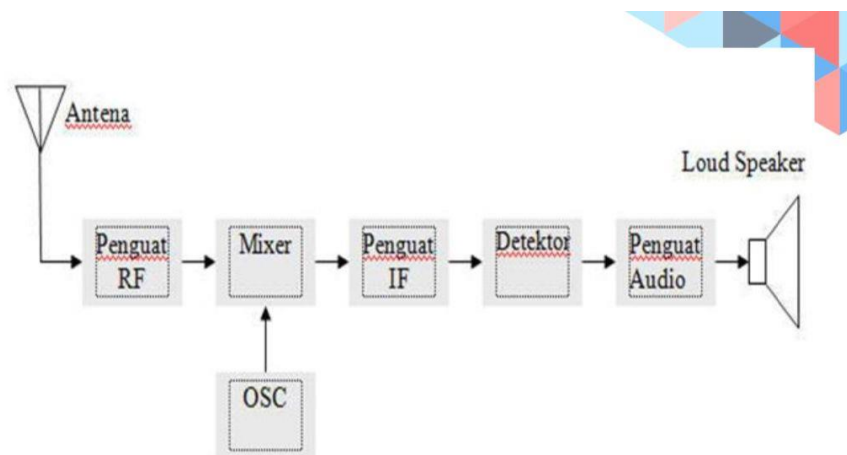 Antena
Loud Speaker
Penguat
RF
Mixer
Penguat
IF
Detektor
Penguat
Audio
OSC